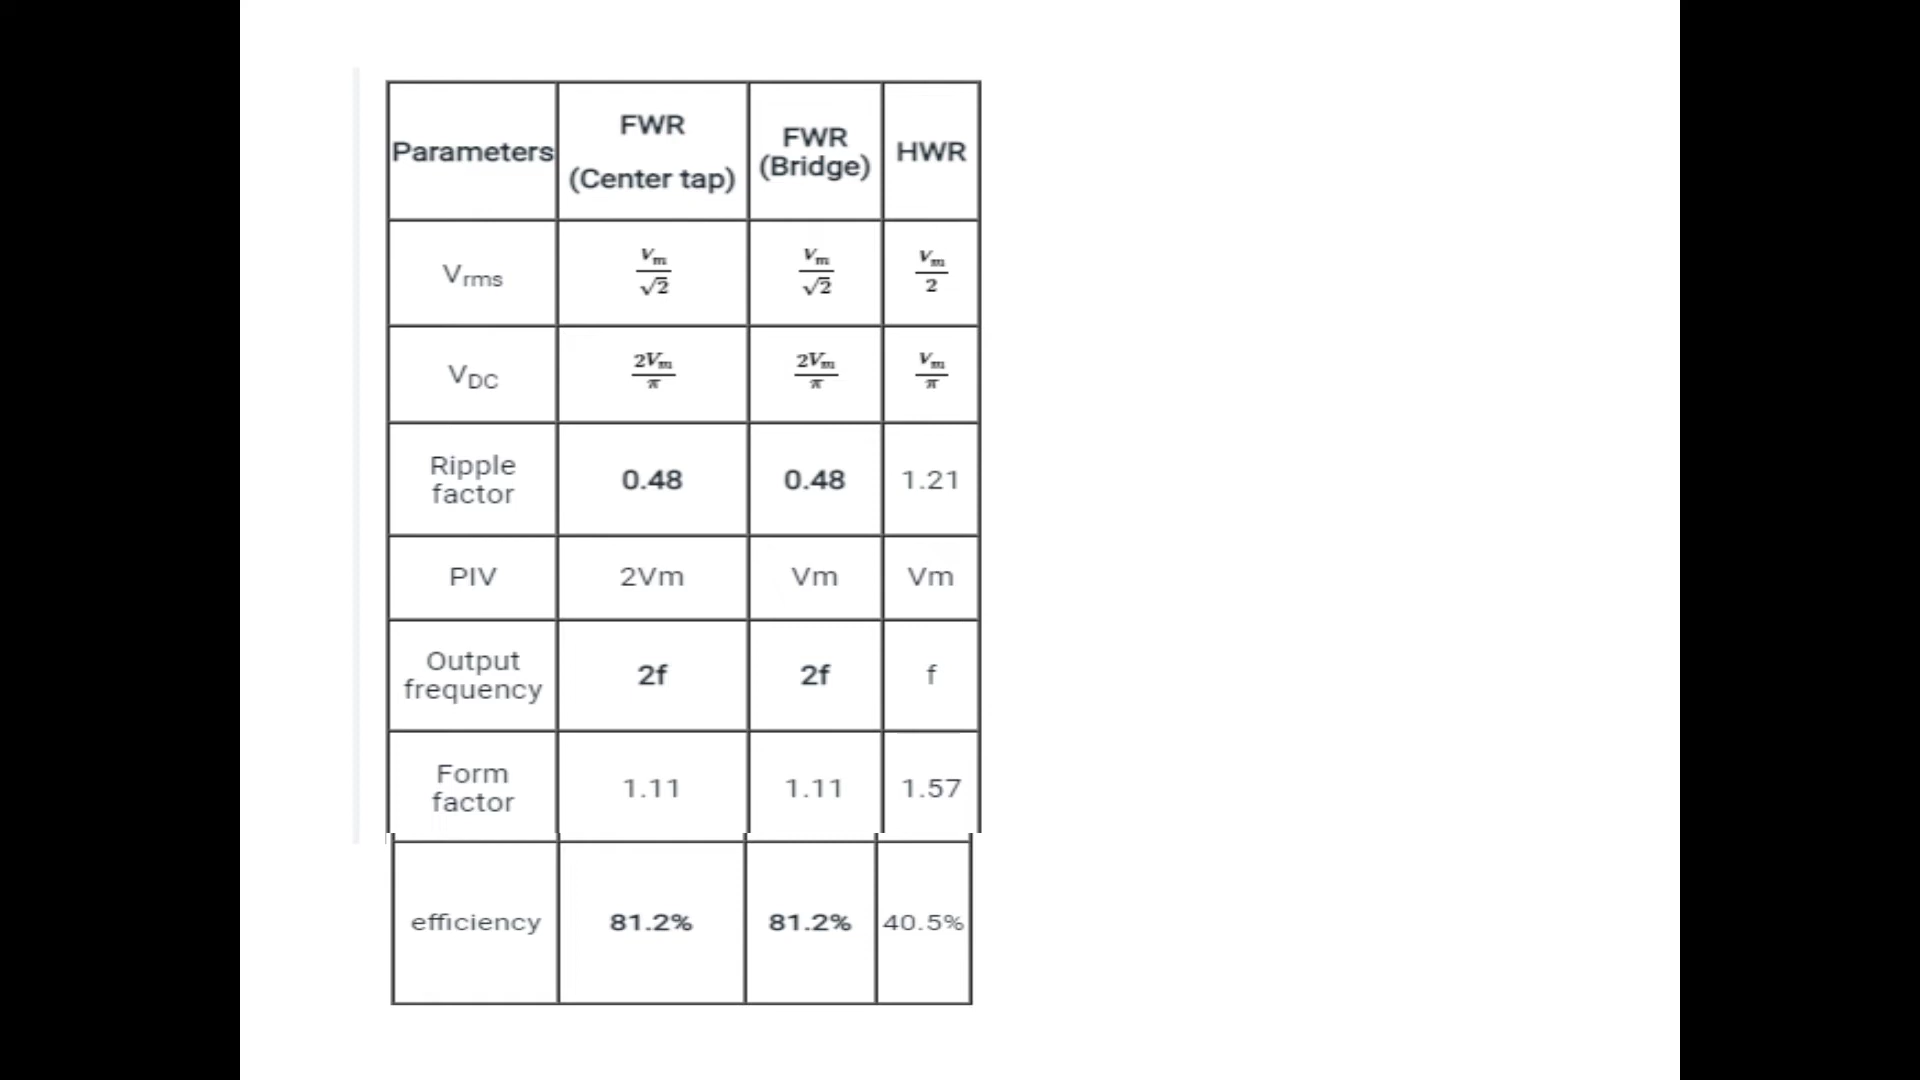 Parameters FWR (Center tap) FWR (Bridge) HWR
Vrms Vm/√2 Vm/√2 Vm/2
VDC 2Vm/π 2Vm/π Vm/π
Ripple factor 0.48 0.48 1.21
PIV 2Vm Vm Vm
Output frequency 2f 2f f
Form factor 1.11 1.11 1.57
efficiency 81.2% 81.2% 40.5%